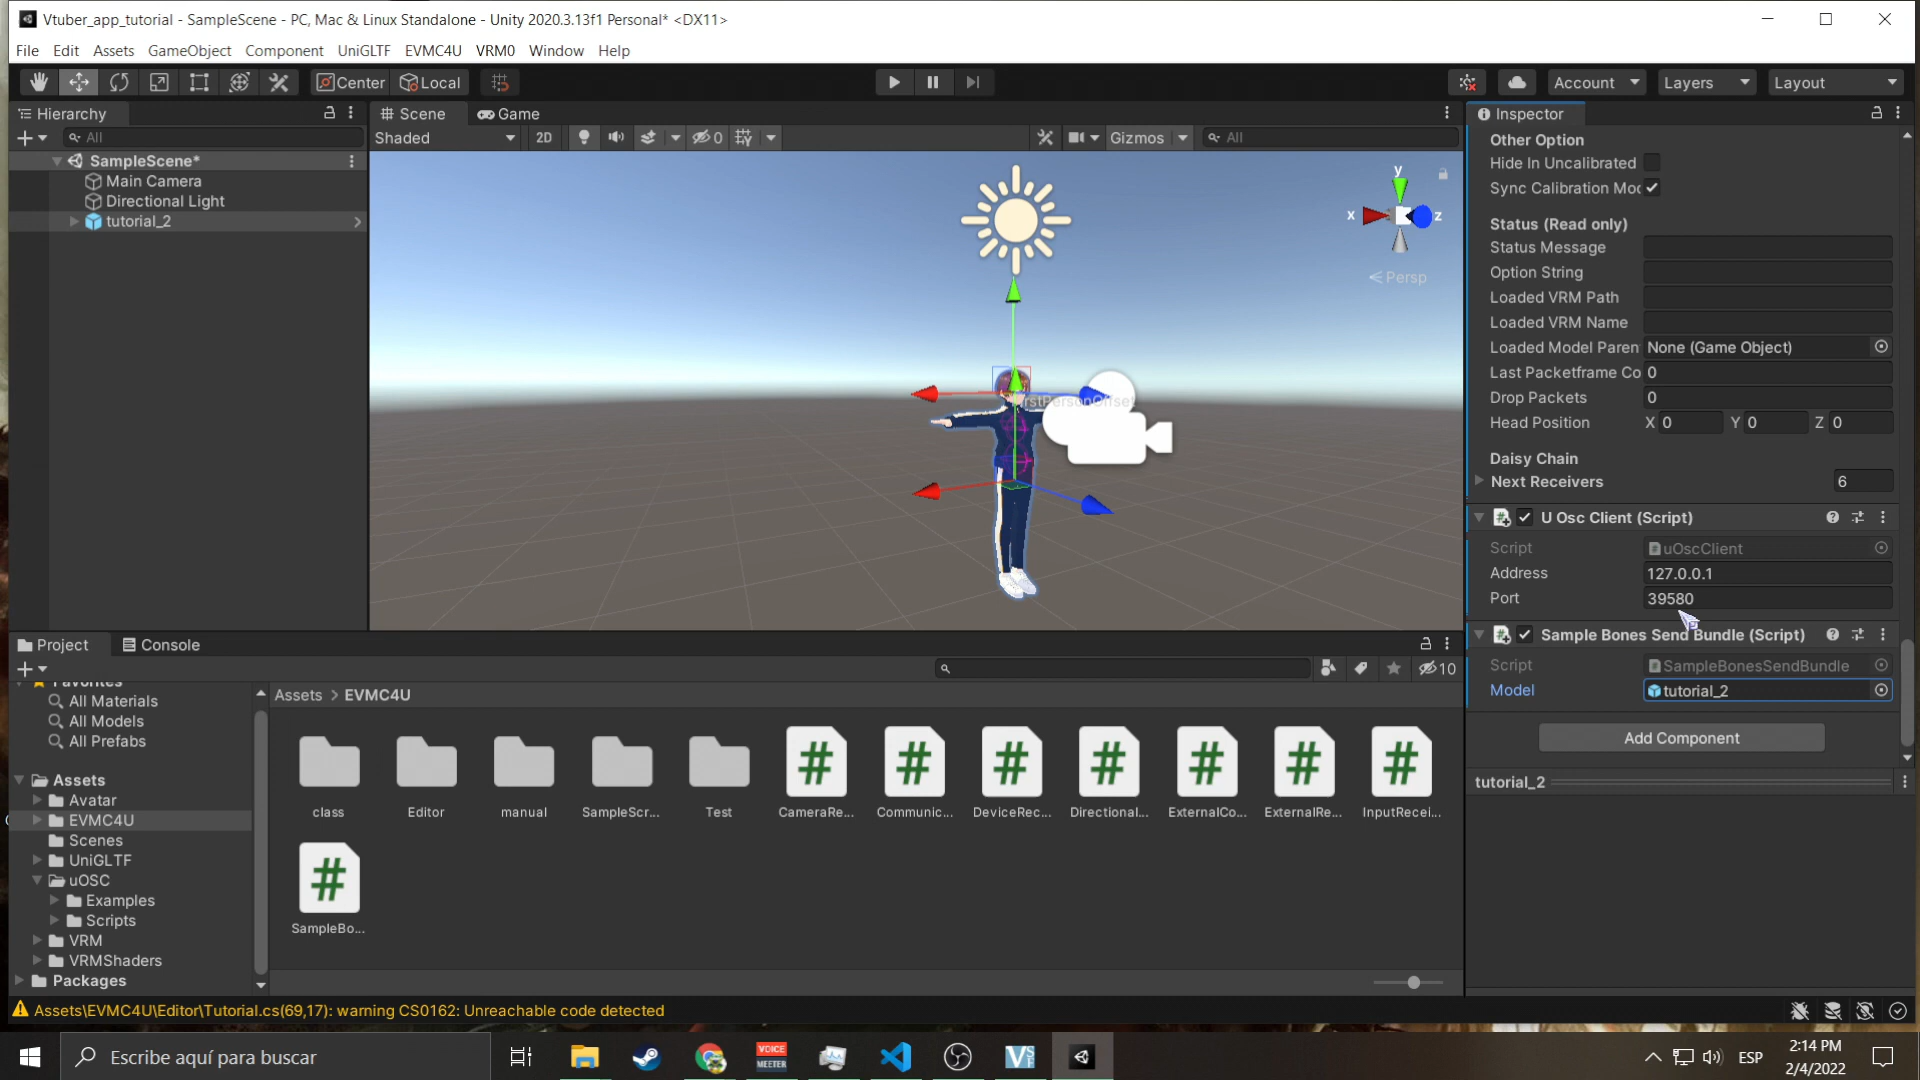 Vtuber_app_tutorial - SampleScene - PC, Mac & Linux Standalone - Unity 2020.3.13f1 Personal* <DX11>
File Edit Assets GameObject Component UniGLTF EVMC4U VRM0 Window Help
Center Local Account Layers Layout
Hierarchy
All
SampleScene*
Main Camera
Directional Light
tutorial_2
Scene Game
Shaded 2D 0 Gizmos All
y
x z
Persp
Inspector
Other Option
Hide In Uncalibrated
Sync Calibration Moc
Status (Read only)
Status Message
Option String
Loaded VRM Path
Loaded VRM Name
Loaded Model Paren None (Game Object)
Last Packetframe Co 0
Drop Packets 0
Head Position X 0 Y 0 Z 0
Daisy Chain
Next Receivers 6
U Osc Client (Script)
Script uOscClient
Address 127.0.0.1
Port 39580
Sample Bones Send Bundle (Script)
Script SampleBonesSendBundle
Model tutorial_2
Add Component
tutorial_2
Project Console
10
Favorites
All Materials
All Models
All Prefabs
Assets
Avatar
EVMC4U
Scenes
UniGLTF
uOSC
Examples
Scripts
VRM
VRMShaders
Packages
Assets > EVMC4U
class Editor manual SampleScr... Test CameraRe... Communic... DeviceRec... Directional... ExternalCo... ExternalRe... InputRecei...
SampleBo...
Assets\EVMC4U\Editor\Tutorial.cs(69,17): warning CS0162: Unreachable code detected
Escribe aquí para buscar
VOICE
MEETER
ESP
2:14 PM
2/4/2022